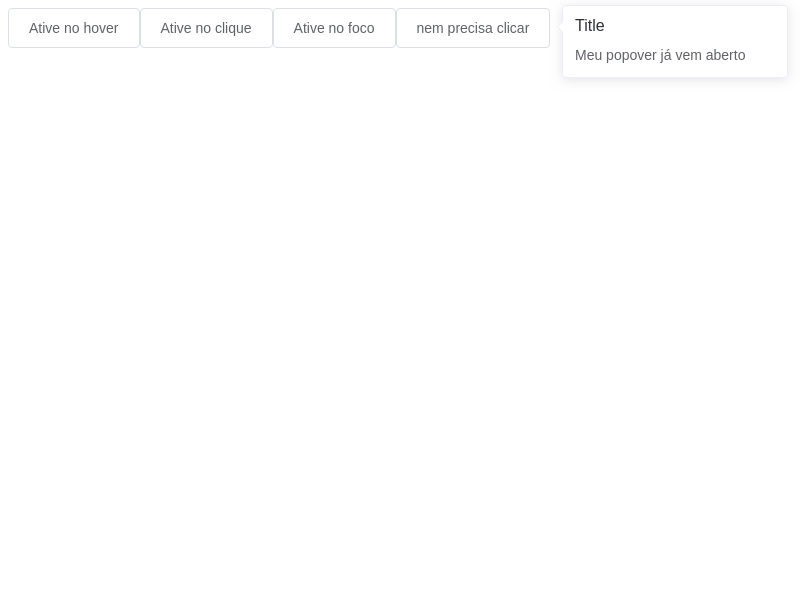 Ative no hover
Ative no clique
Ative no foco
nem precisa clicar
Title
Meu popover já vem aberto